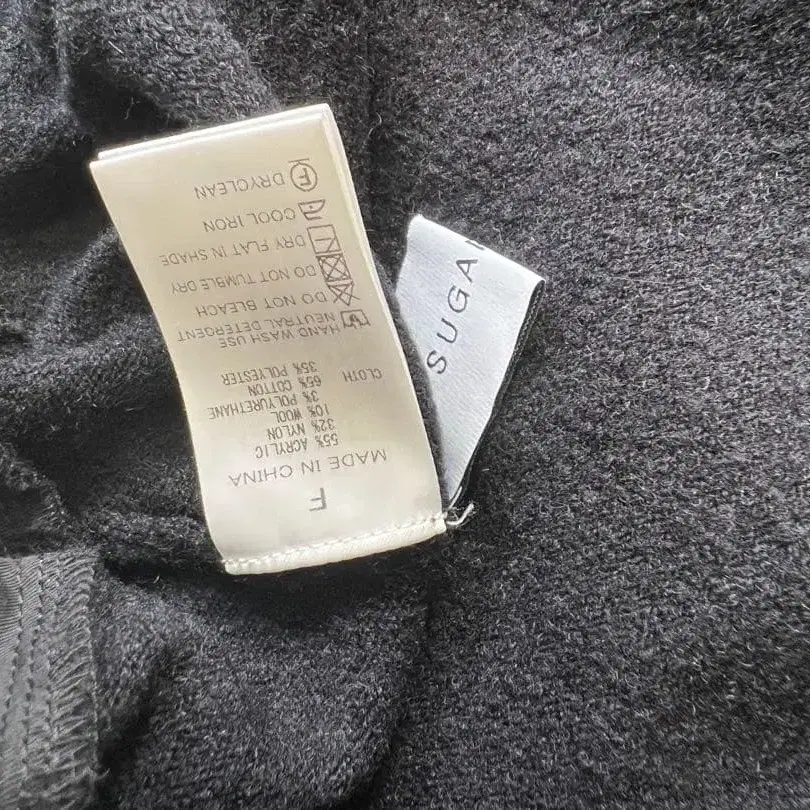 F
MADE IN CHINA
55% ACRYLIC
32% NYLON
10% WOOL
3% POLYURETHANE
65% COTTON
35% POLYESTER
CLOTH
HAND WASH USE
NEUTRAL DETERGENT
DO NOT BLEACH
DO NOT TUMBLE DRY
DRY FLAT IN SHADE
COOL IRON
F DRYCLEAN
SUGA